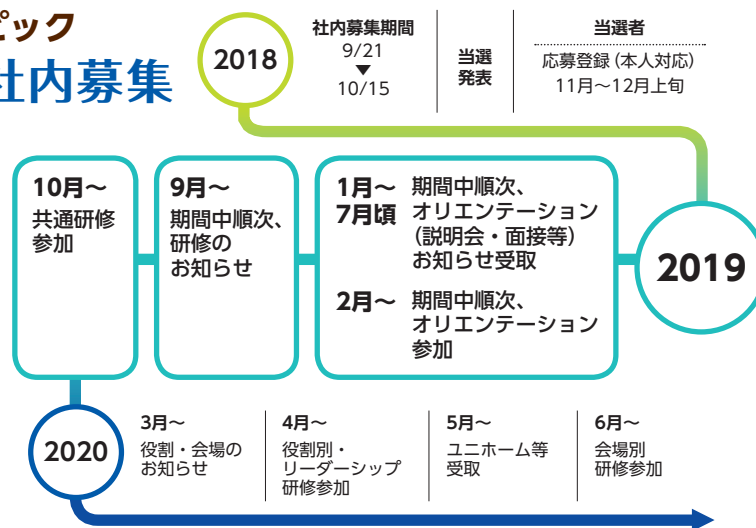 ピック
社内募集
2018
社内募集期間
9/21
▼
10/15
当選
発表
当選者
応募登録（本人対応）
11月～12月上旬
2019
1月～ 期間中順次、
7月頃 オリエンテーション
（説明会・面接等）
お知らせ受取
2月～ 期間中順次、
オリエンテーション
参加
9月～
期間中順次、
研修の
お知らせ
10月～
共通研修
参加
2020
3月～
役割・会場の
お知らせ
4月～
役割別・
リーダーシップ
研修参加
5月～
ユニホーム等
受取
6月～
会場別
研修参加